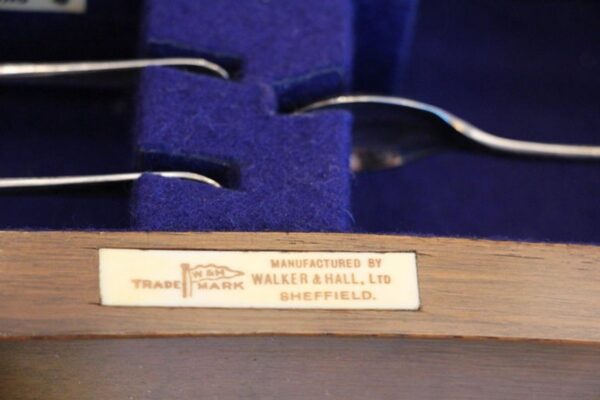 W&H
TRADE MARK
MANUFACTURED BY
WALKER & HALL, LTD
SHEFFIELD.